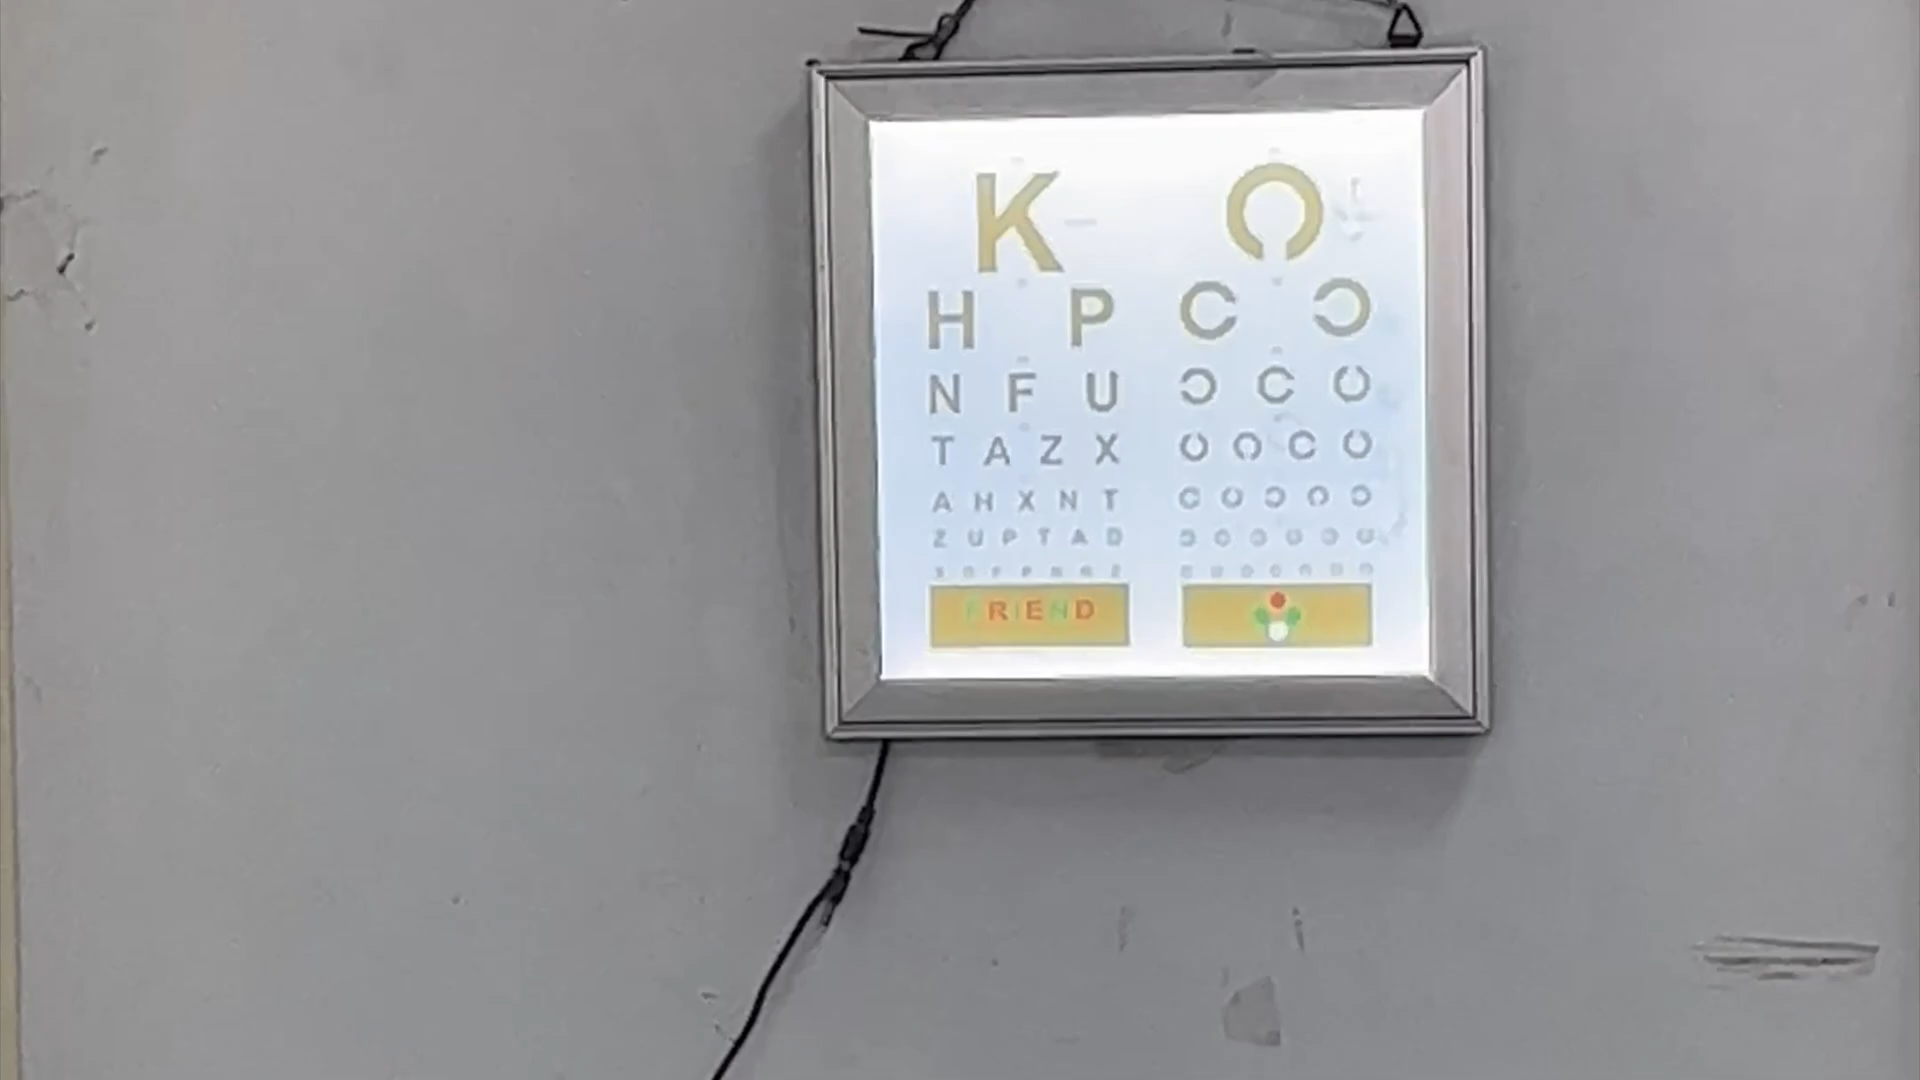 K
H P
N F U
T A Z X
A H X N T
Z U P T A D
FRIEND